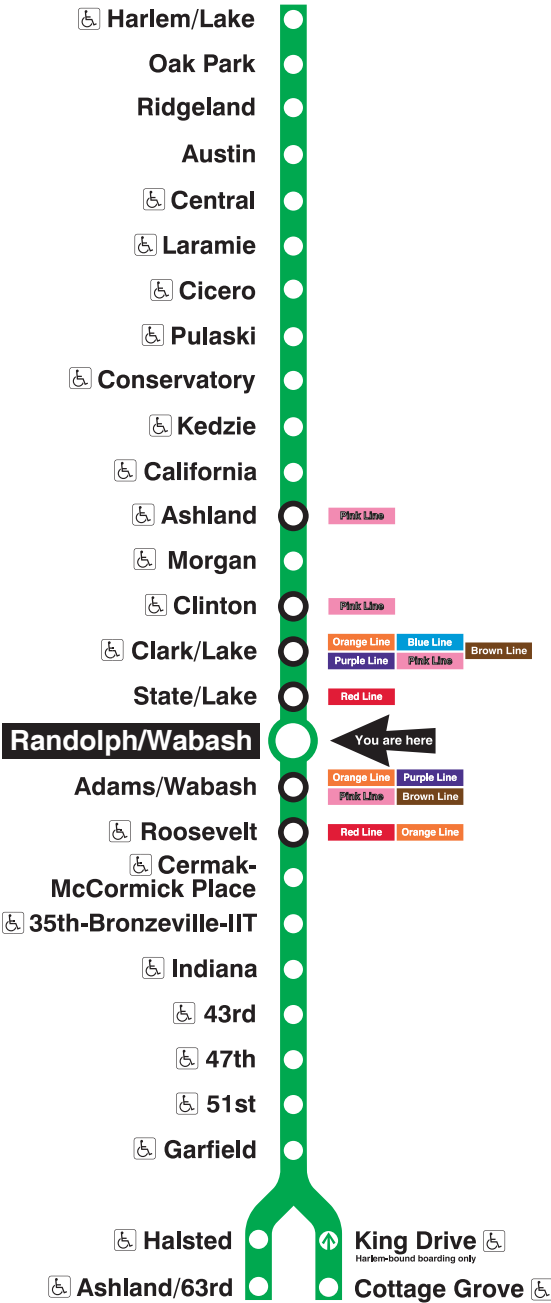 Harlem/Lake
Oak Park
Ridgeland
Austin
Central
Laramie
Cicero
Pulaski
Conservatory
Kedzie
California
Ashland Pink Line
Morgan
Clinton Pink Line
Clark/Lake Orange Line Blue Line Brown Line
Purple Line Pink Line
State/Lake Red Line
Randolph/Wabash You are here
Adams/Wabash Orange Line Purple Line
Pink Line Brown Line
Roosevelt Red Line Orange Line
Cermak-
McCormick Place
35th-Bronzeville-IIT
Indiana
43rd
47th
51st
Garfield
Halsted King Drive
Harlem-bound boarding only
Ashland/63rd Cottage Grove